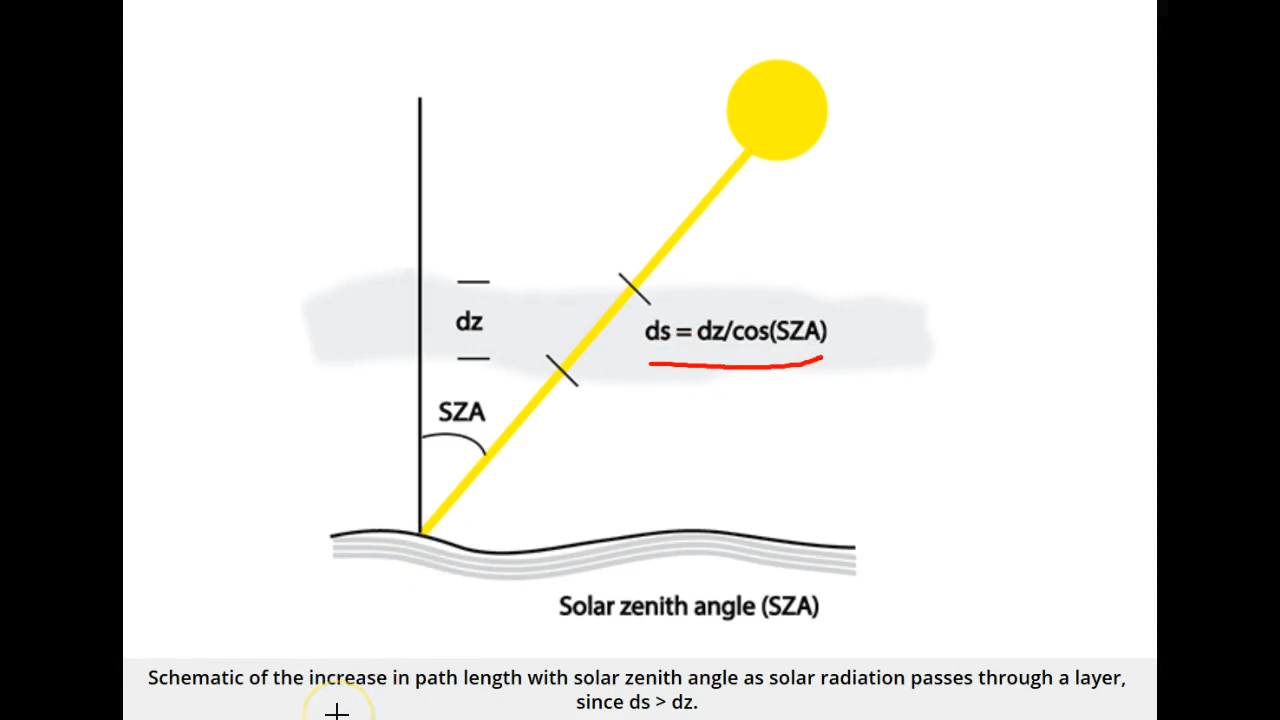 dz
ds = dz/cos(SZA)
SZA
Solar zenith angle (SZA)
Schematic of the increase in path length with solar zenith angle as solar radiation passes through a layer,
since ds > dz.